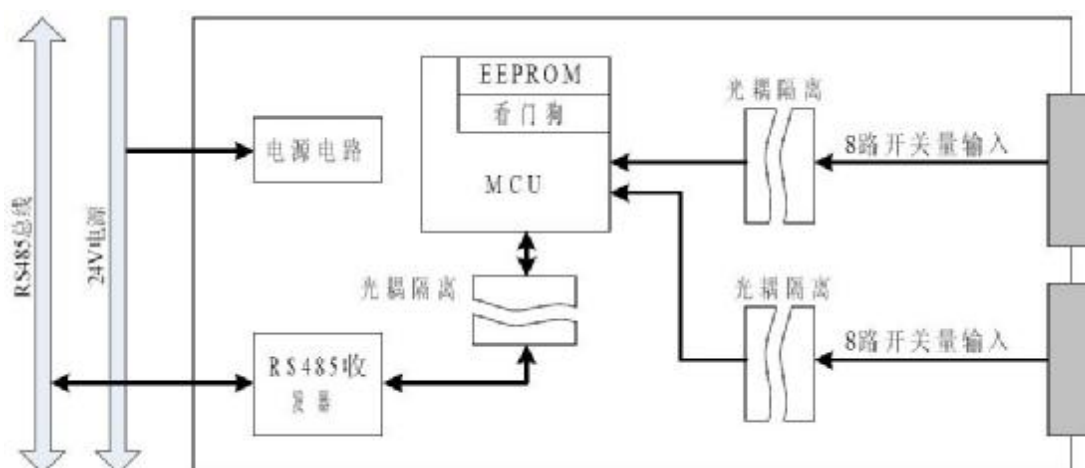 EEPROM
看门狗
MCU
光耦隔离
8路开关量输入
电源电路
RS485总线
24V电源
光耦隔离
光耦隔离
8路开关量输入
RS485收
发器